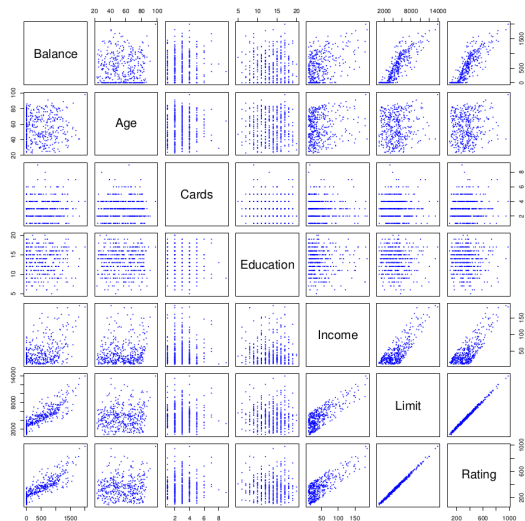 20 40 60 80 100
5 10 15 20
2000 8000 14000
Balance
0 500 1500
20 40 60 80 100
Age
Cards
2 4 6 8
5 10 15 20
Education
Income
50 100 150
2000 8000 14000
Limit
Rating
200 600 1000
0 500 1500
2 4 6 8
50 100 150
200 600 1000